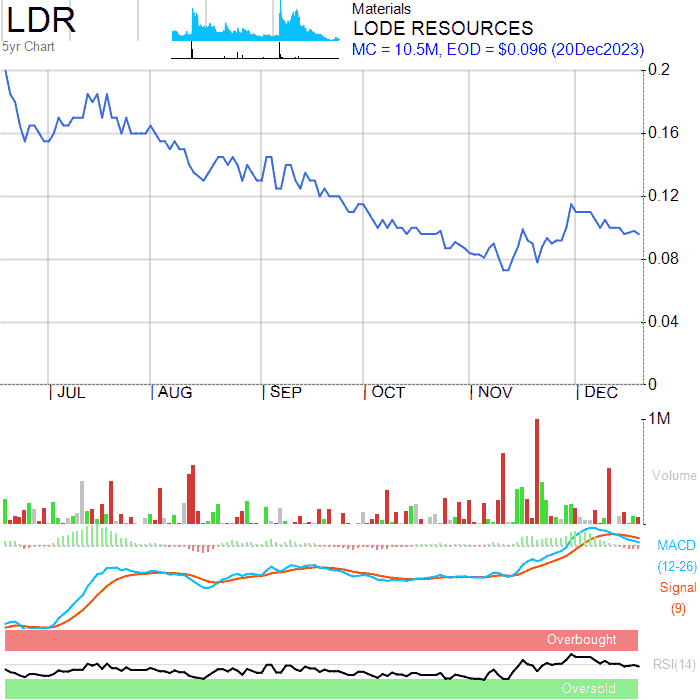 LDR
5yr Chart
Materials
LODE RESOURCES
MC = 10.5M, EOD = $0.096 (20Dec2023)
0.2
0.16
0.12
0.08
0.04
0
JUL AUG SEP OCT NOV DEC
1M
Volume
MACD
(12-26)
Signal
(9)
Overbought
RSI(14)
Oversold